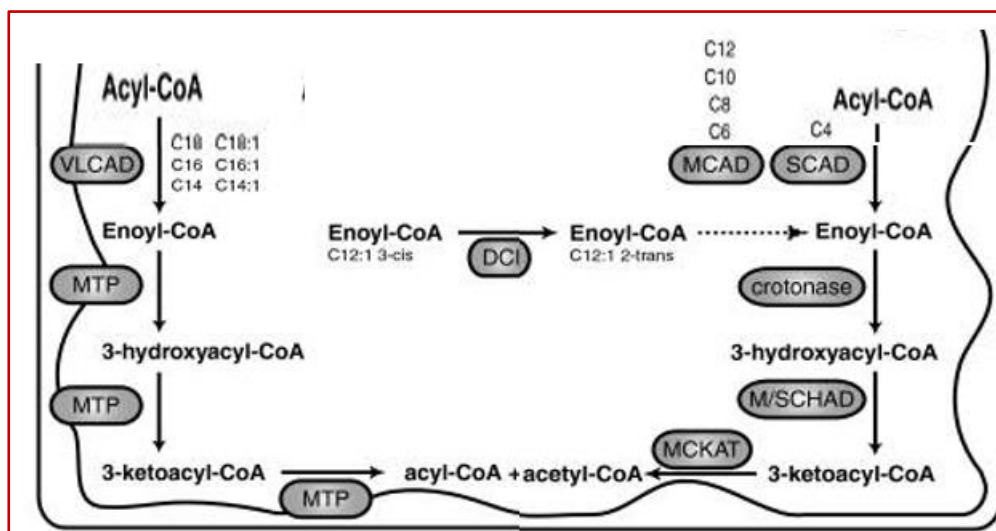 C12
C10
Acyl-CoA
C8
Acyl-CoA
C6
C4
C18 C18:1
VLCAD
C16 C16:1
MCAD
SCAD
C14 C14:1
Enoyl-CoA
Enoyl-CoA
Enoyl-CoA
Enoyl-CoA
C12:1 3-cis
DCI
C12:1 2-trans
MTP
crotonase
3-hydroxyacyl-CoA
3-hydroxyacyl-CoA
MTP
M/SCHAD
MCKAT
3-ketoacyl-CoA
acyl-CoA +acetyl-CoA
3-ketoacyl-CoA
MTP